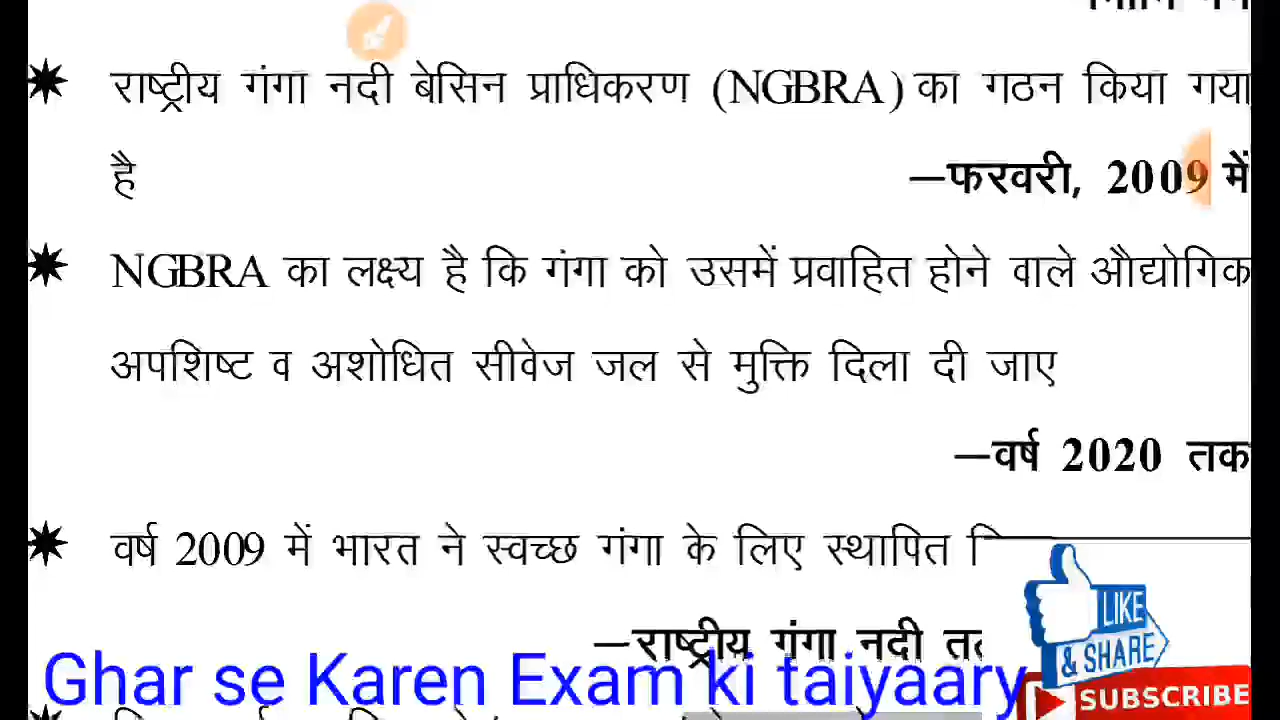 राष्ट्रीय गंगा नदी बेसिन प्राधिकरण (NGBRA) का गठन किया गया
है —फरवरी, 2009 में
NGBRA का लक्ष्य है कि गंगा को उसमें प्रवाहित होने वाले औद्योगिक
अपशिष्ट व अशोधित सीवेज जल से मुक्ति दिला दी जाए
—वर्ष 2020 तक
वर्ष 2009 में भारत ने स्वच्छ गंगा के लिए स्थापित
—राष्ट्रीय गंगा नदी
LIKE
& SHARE
Ghar se Karen Exam ki taiyaary
SUBSCRIBE